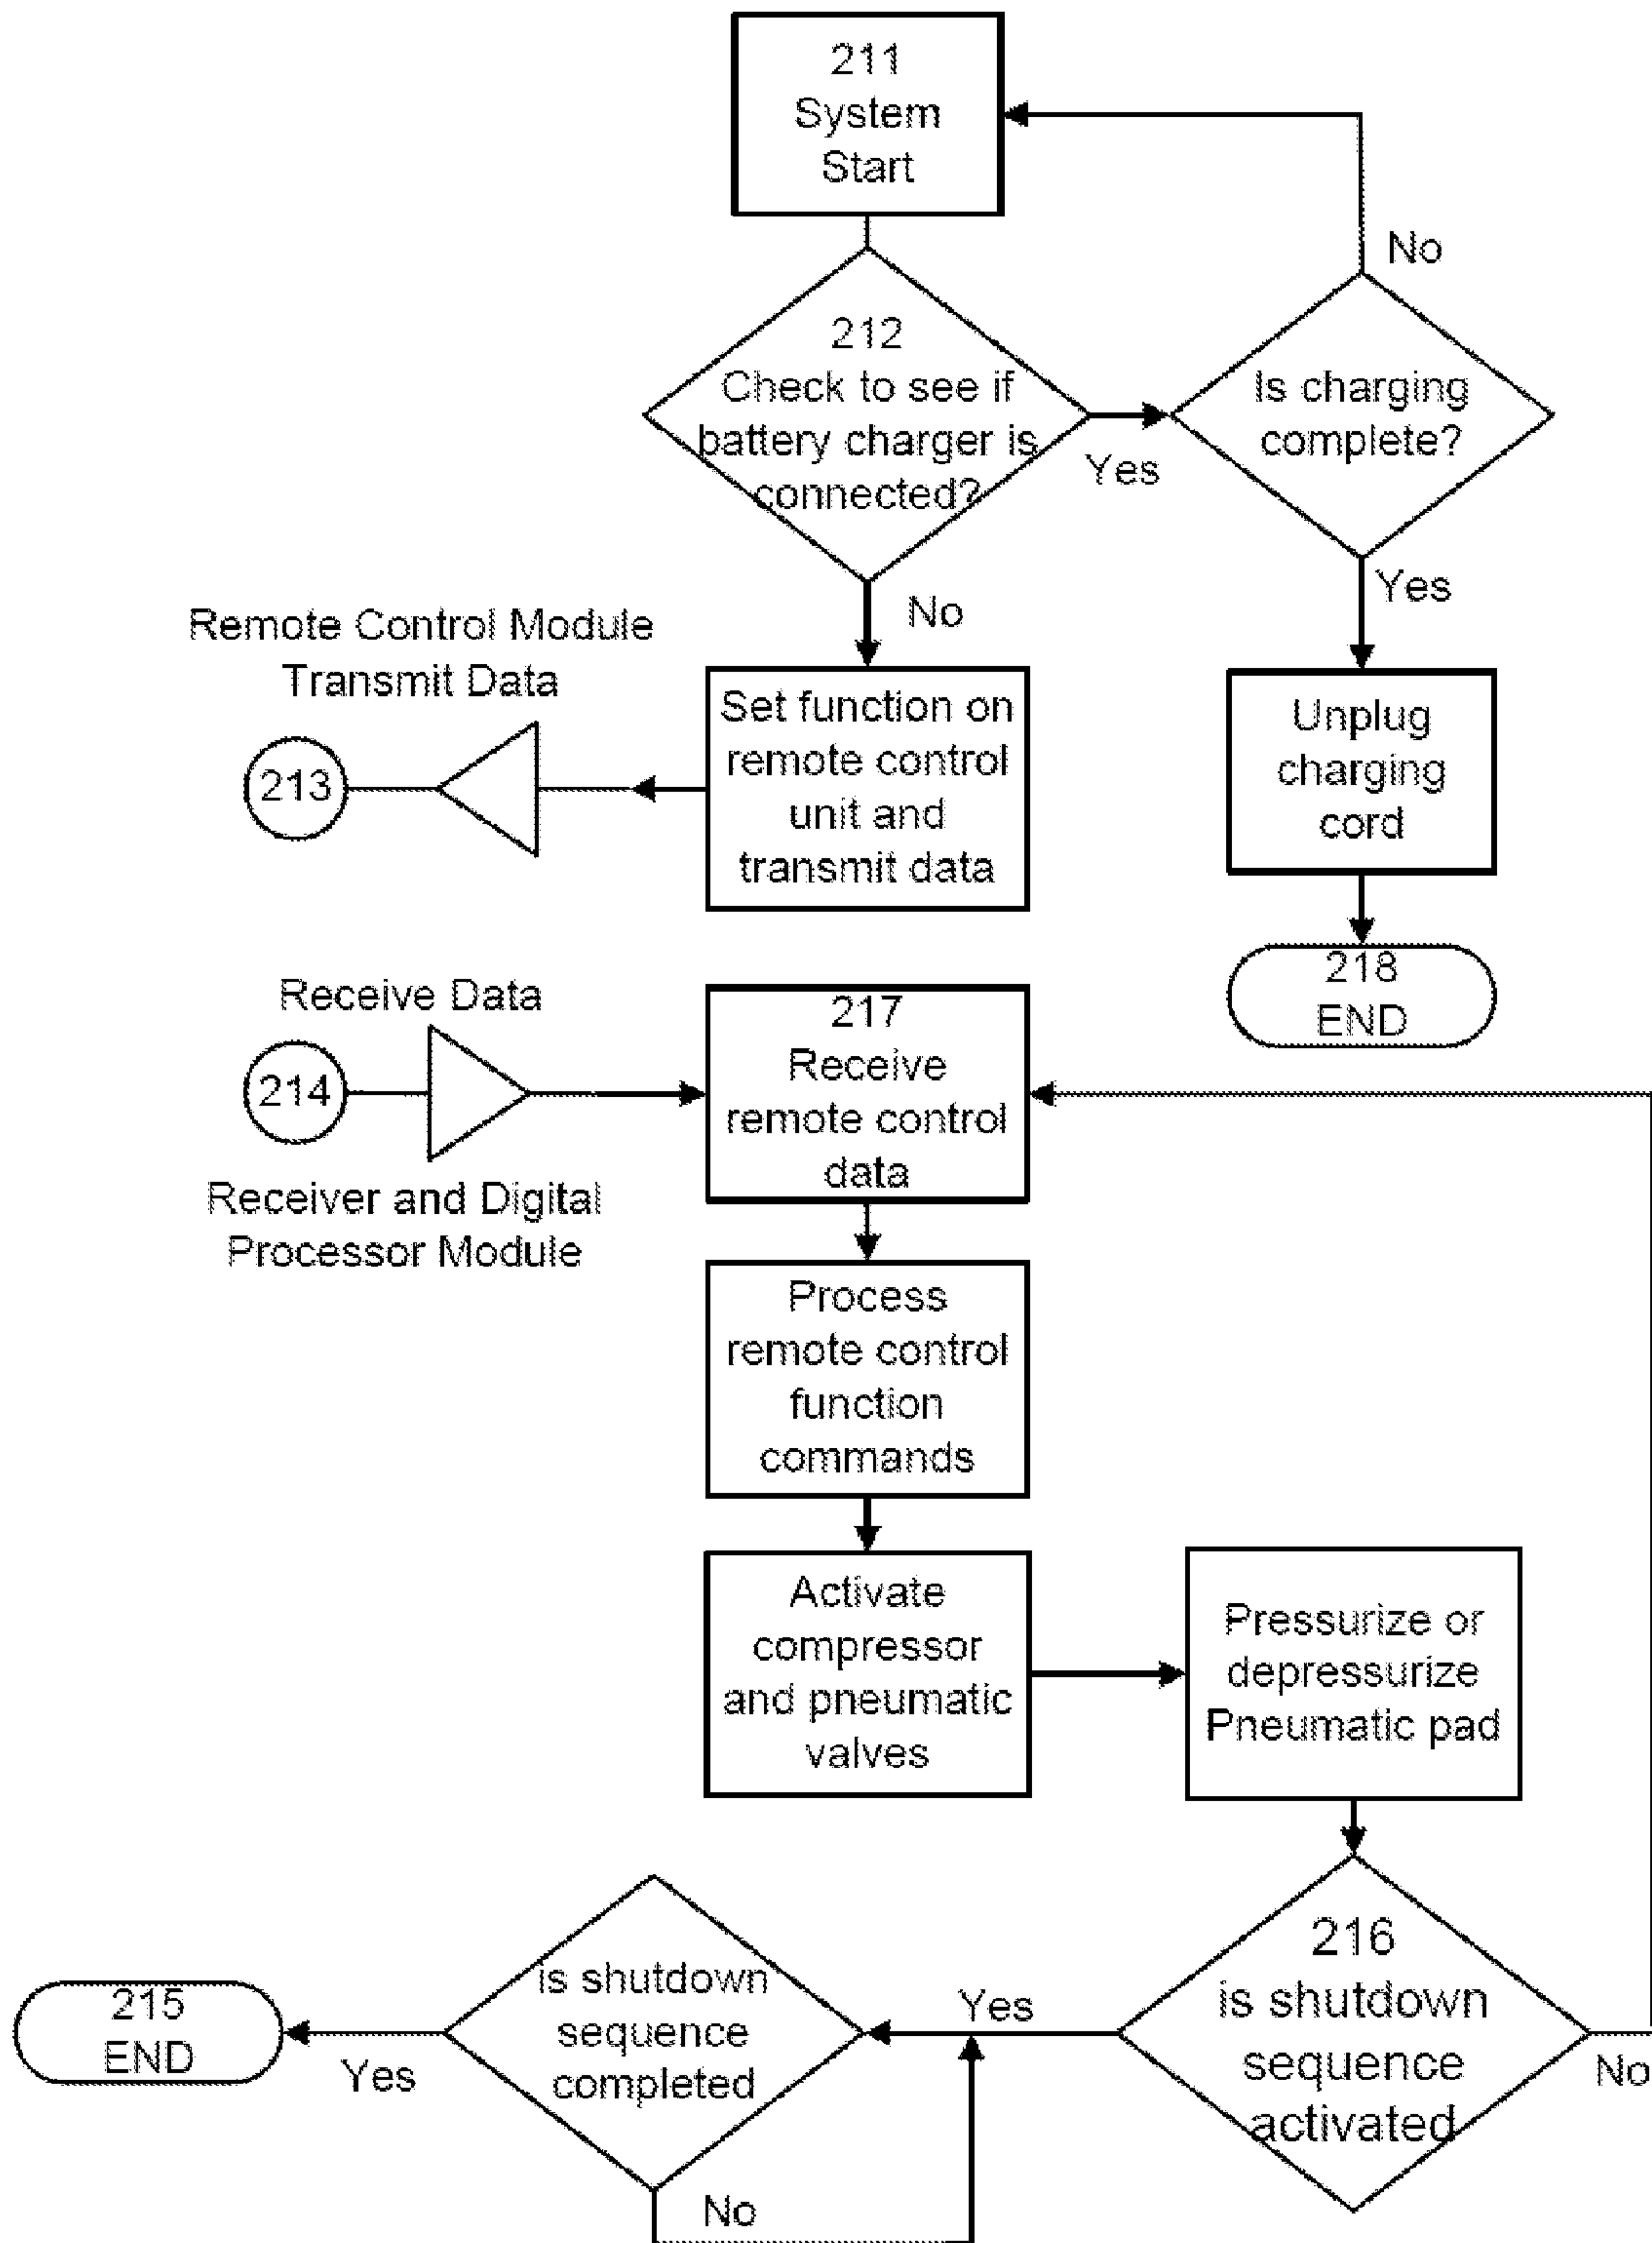 211
System
Start
No
212
Check to see if
battery charger is
connected?
Yes
Is charging
complete?
Yes
No
Remote Control Module
Transmit Data
213
Set function on
remote control
unit and
transmit data
Unplug
charging
cord
218
END
Receive Data
214
Receiver and Digital
Processor Module
217
Receive
remote control
data
Process
remote control
function
commands
Activate
compressor
and pneumatic
valves
Pressurize or
depressurize
Pneumatic pad
216
is shutdown
sequence
activated
No
Yes
is shutdown
sequence
completed
Yes
No
215
END